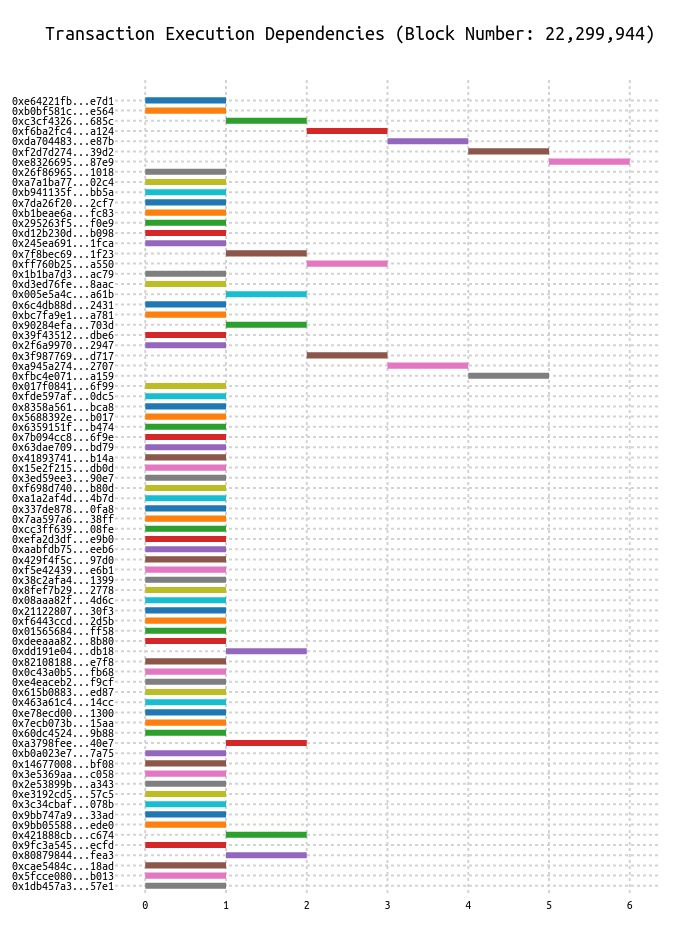 Transaction Execution Dependencies (Block Number: 22,299,944)
0xe64221fb...e7d1
0xb0bf581c...e564
0xc3cf4326...685c
0xf6ba2fc4...a124
0xda704483...e87b
0xf2d7d274...39d2
0xe8326695...87e9
0x26f86965...1018
0xa7a1ba77...02c4
0xb941135f...bb5a
0x7da26f20...2cf7
0xb1beae6a...fc83
0x295263f5...f0e9
0xd12b230d...b098
0x245ea691...1fca
0x7f8bec69...1f23
0xff760b25...a550
0x1b1ba7d3...ac79
0xd3ed76fe...8aac
0x005e5a4c...a61b
0x6c4db88d...2431
0xbc7fa9e1...a781
0x90284efa...703d
0x39f43512...dbe6
0x2f6a9970...2947
0x3f987769...d717
0xa945a274...2707
0xfbc4e071...a159
0x017f0841...6f99
0xfde597af...0dc5
0x8358a561...bca8
0x5688392e...b017
0x6359151f...b474
0x7b094cc8...6f9e
0x63dae709...bd79
0x41893741...b14a
0x15e2f215...db0d
0x3ed59ee3...90e7
0xf698d740...b80d
0xa1a2af4d...4b7d
0x337de878...0fa8
0x7aa597a6...38ff
0xcc3ff639...08fe
0xefa2d3df...e9b0
0xaabfdb75...eeb6
0x429f4f5c...97d0
0xf5e42439...e6b1
0x38c2afa4...1399
0x8fef7b29...2778
0x08aaa82f...4d6c
0x21122807...30f3
0xf6443ccd...2d5b
0x01565684...ff58
0xdeeaaa82...8b80
0xdd191e04...db18
0x82108188...e7f8
0x0c43a0b5...fb68
0xe4eaceb2...f9cf
0x615b0883...ed87
0x463a61c4...14cc
0xe78ecd00...1300
0x7ecb073b...15aa
0x60dc4524...9b88
0xa3798fee...40e7
0xb0a023e7...7a75
0x14677008...bf08
0x3e5369aa...c058
0x2e53899b...a343
0xe3192cd5...57c5
0x3c34cbaf...078b
0x9bb747a9...33ad
0x9bb05588...ede0
0x421888cb...c674
0x9fc3a545...ecfd
0x80879844...fea3
0xcae5484c...18ad
0x5fcce080...b013
0x1db457a3...57e1
0 1 2 3 4 5 6